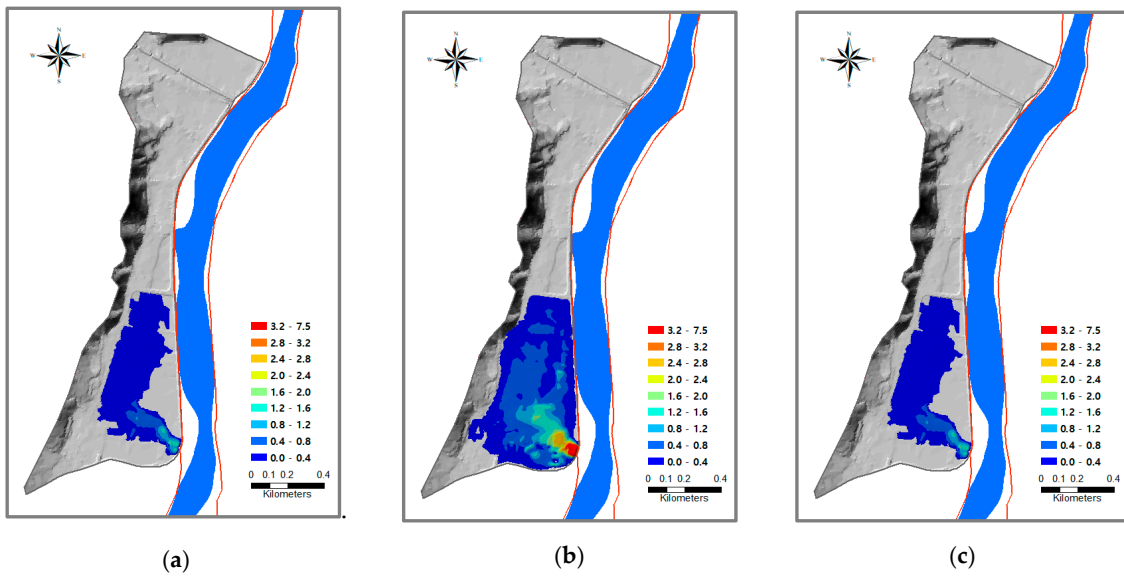 N
W E
S
3.2 - 7.5
2.8 - 3.2
2.4 - 2.8
2.0 - 2.4
1.6 - 2.0
1.2 - 1.6
0.8 - 1.2
0.4 - 0.8
0.0 - 0.4
0 0.1 0.2 0.4
Kilometers
.
(a)
N
W E
S
3.2 - 7.5
2.8 - 3.2
2.4 - 2.8
2.0 - 2.4
1.6 - 2.0
1.2 - 1.6
0.8 - 1.2
0.4 - 0.8
0.0 - 0.4
0 0.1 0.2 0.4
Kilometers
(b)
N
W E
S
3.2 - 7.5
2.8 - 3.2
2.4 - 2.8
2.0 - 2.4
1.6 - 2.0
1.2 - 1.6
0.8 - 1.2
0.4 - 0.8
0.0 - 0.4
0 0.1 0.2 0.4
Kilometers
(c)